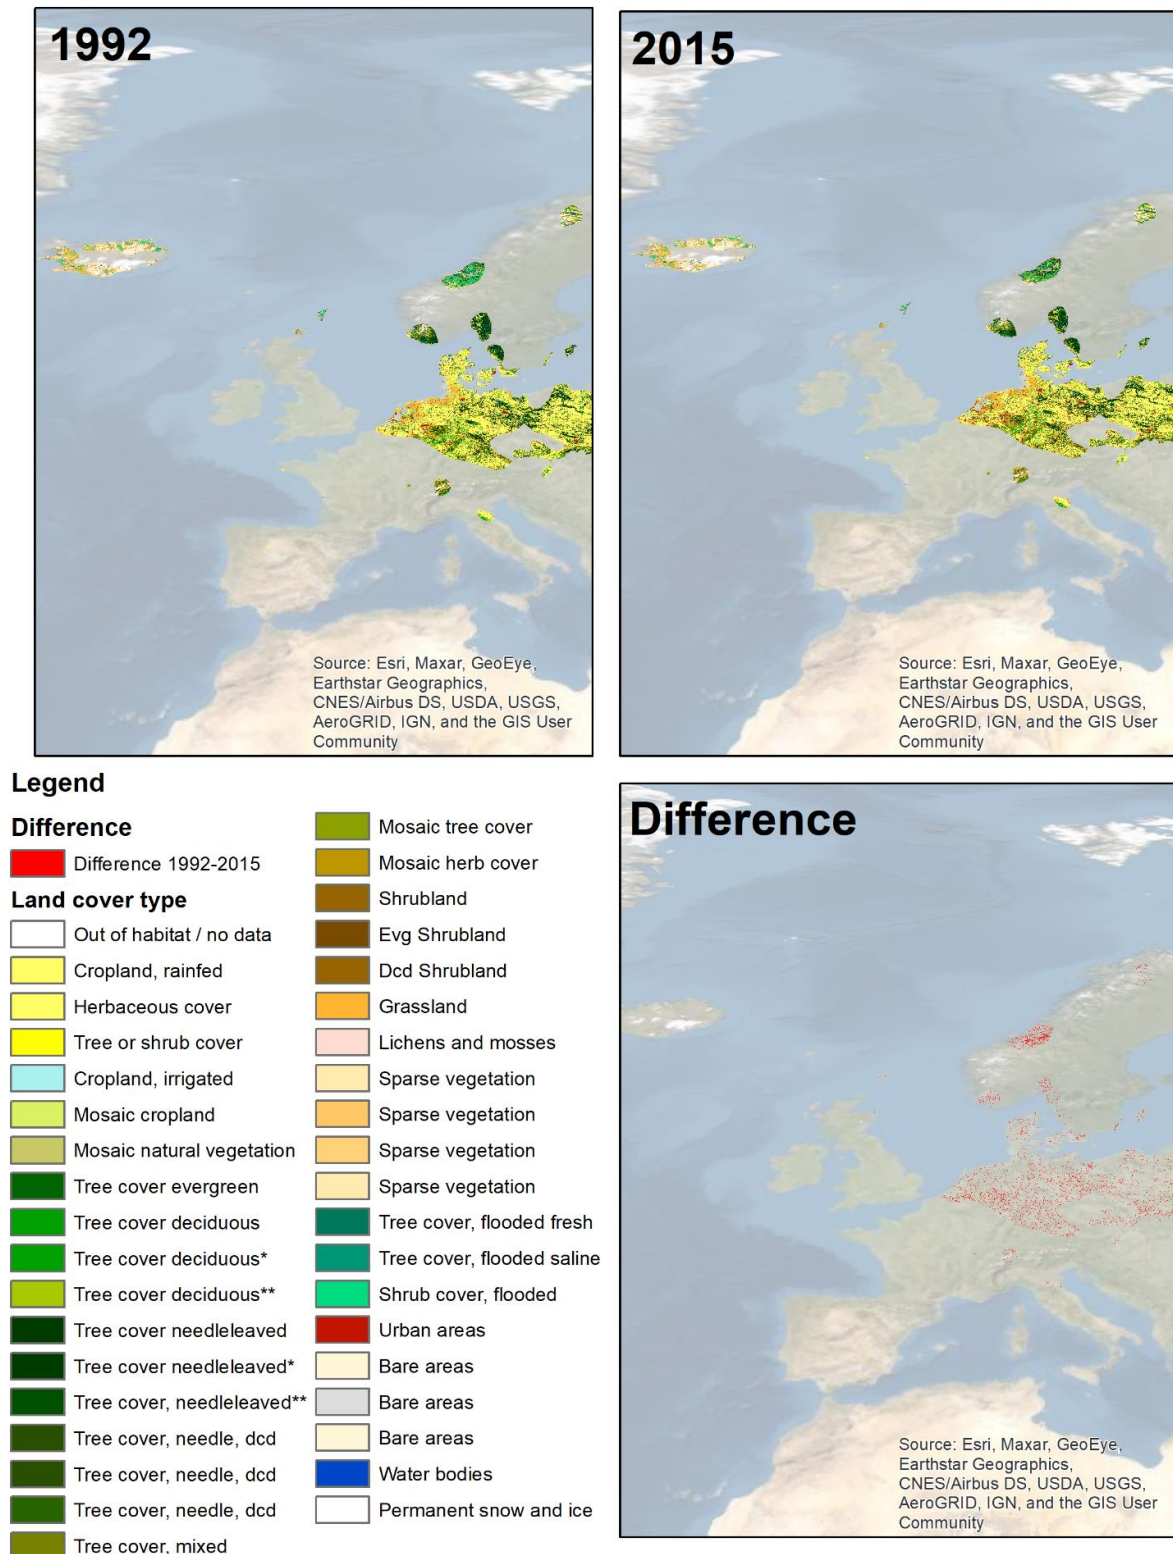 1992
2015
Source: Esri, Maxar, GeoEye,
Earthstar Geographics,
CNES/Airbus DS, USDA, USGS,
AeroGRID, IGN, and the GIS User
Community
Source: Esri, Maxar, GeoEye,
Earthstar Geographics,
CNES/Airbus DS, USDA, USGS,
AeroGRID, IGN, and the GIS User
Community
Legend
Difference
Difference 1992-2015
Land cover type
Out of habitat / no data
Cropland, rainfed
Herbaceous cover
Tree or shrub cover
Cropland, irrigated
Mosaic cropland
Mosaic natural vegetation
Tree cover evergreen
Tree cover deciduous
Tree cover deciduous*
Tree cover deciduous**
Tree cover needleleaved
Tree cover needleleaved*
Tree cover, needleleaved**
Tree cover, needle, dcd
Tree cover, needle, dcd
Tree cover, needle, dcd
Tree cover, mixed
Mosaic tree cover
Mosaic herb cover
Shrubland
Evg Shrubland
Dcd Shrubland
Grassland
Lichens and mosses
Sparse vegetation
Sparse vegetation
Sparse vegetation
Sparse vegetation
Tree cover, flooded fresh
Tree cover, flooded saline
Shrub cover, flooded
Urban areas
Bare areas
Bare areas
Bare areas
Water bodies
Permanent snow and ice
Difference
Source: Esri, Maxar, GeoEye,
Earthstar Geographics,
CNES/Airbus DS, USDA, USGS,
AeroGRID, IGN, and the GIS User
Community